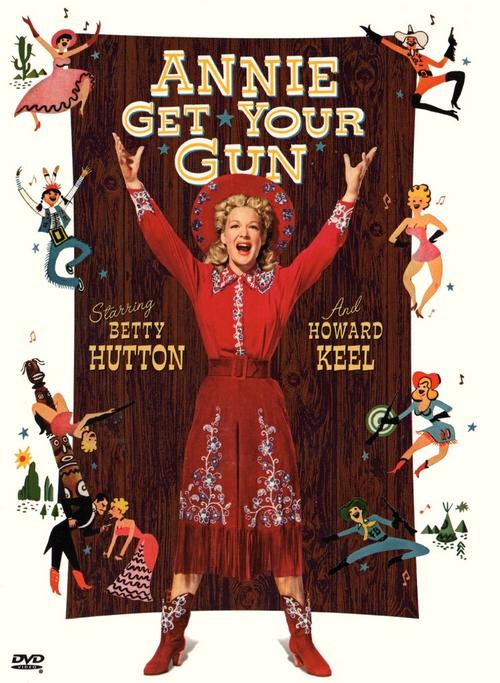 ANNIE
GET YOUR
GUN
Starring
BETTY
HUTTON
And
HOWARD
KEEL
DVD
VIDEO